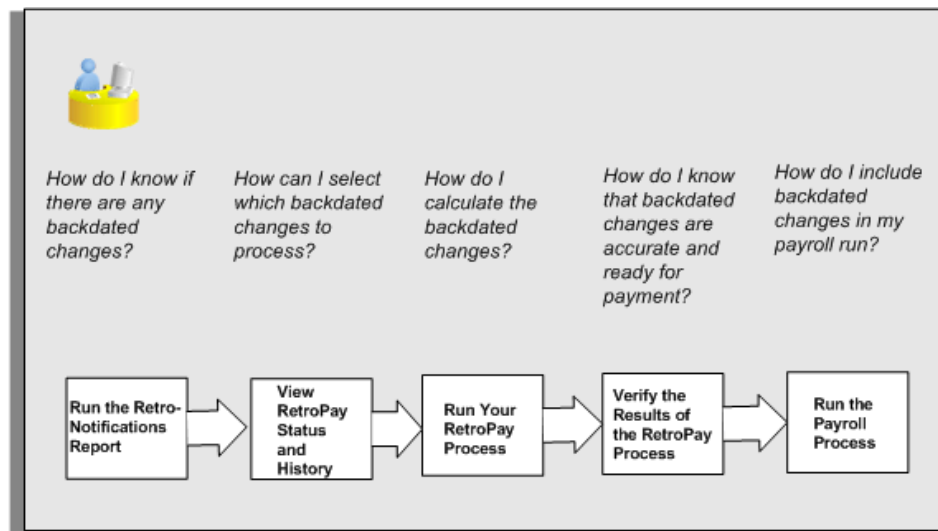 How do I know if
there are any
backdated
changes?
How can I select
which backdated
changes to
process?
How do I
calculate the
backdated
changes?
How do I know
that backdated
changes are
accurate and
ready for
payment?
How do I include
backdated
changes in my
payroll run?
Run the Retro-
Notifications
Report
View
RetroPay
Status
and
History
Run Your
RetroPay
Process
Verify the
Results of
the RetroPay
Process
Run the
Payroll
Process